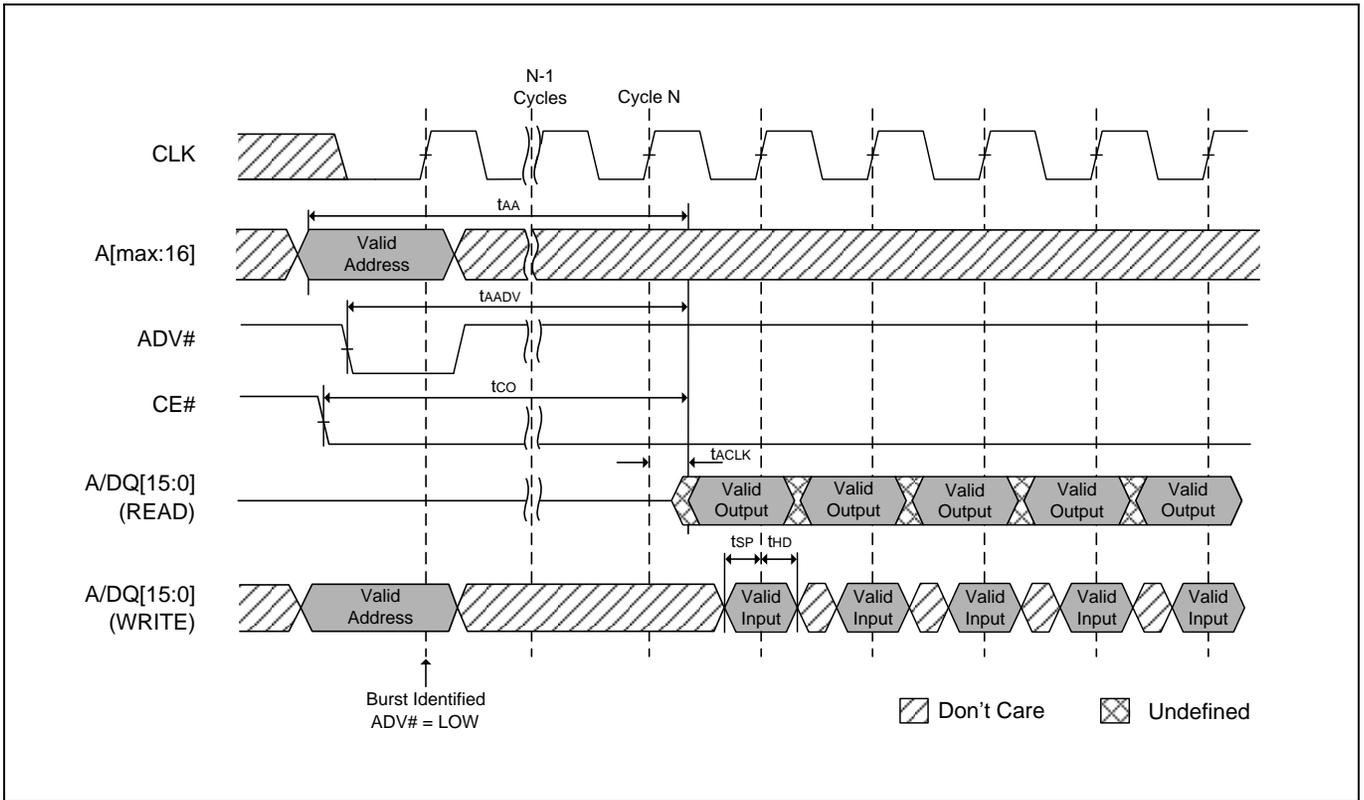 N-1
Cycles
Cycle N
CLK
tAA
A[max:16]
Valid
Address
tAADV
ADV#
tCO
CE#
tACLK
A/DQ[15:0]
(READ)
Valid
Output
Valid
Output
Valid
Output
Valid
Output
Valid
Output
tSP
tHD
A/DQ[15:0]
(WRITE)
Valid
Address
Valid
Input
Valid
Input
Valid
Input
Valid
Input
Valid
Input
Burst Identified
ADV# = LOW
Don't Care
Undefined